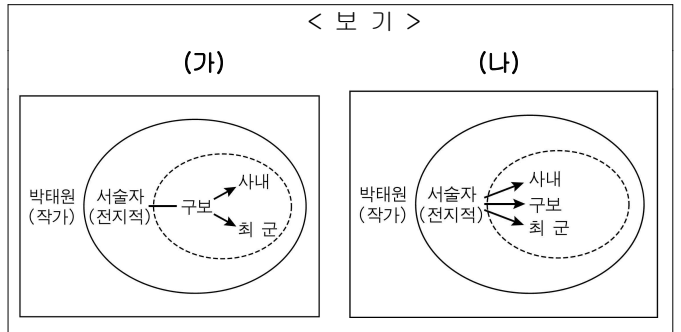 < 보 기 >
(가) (나)
사내
박태원 서술자 구보
(작가) (전지적)
최 군
사내
박태원 서술자 구보
(작가) (전지적) 최 군